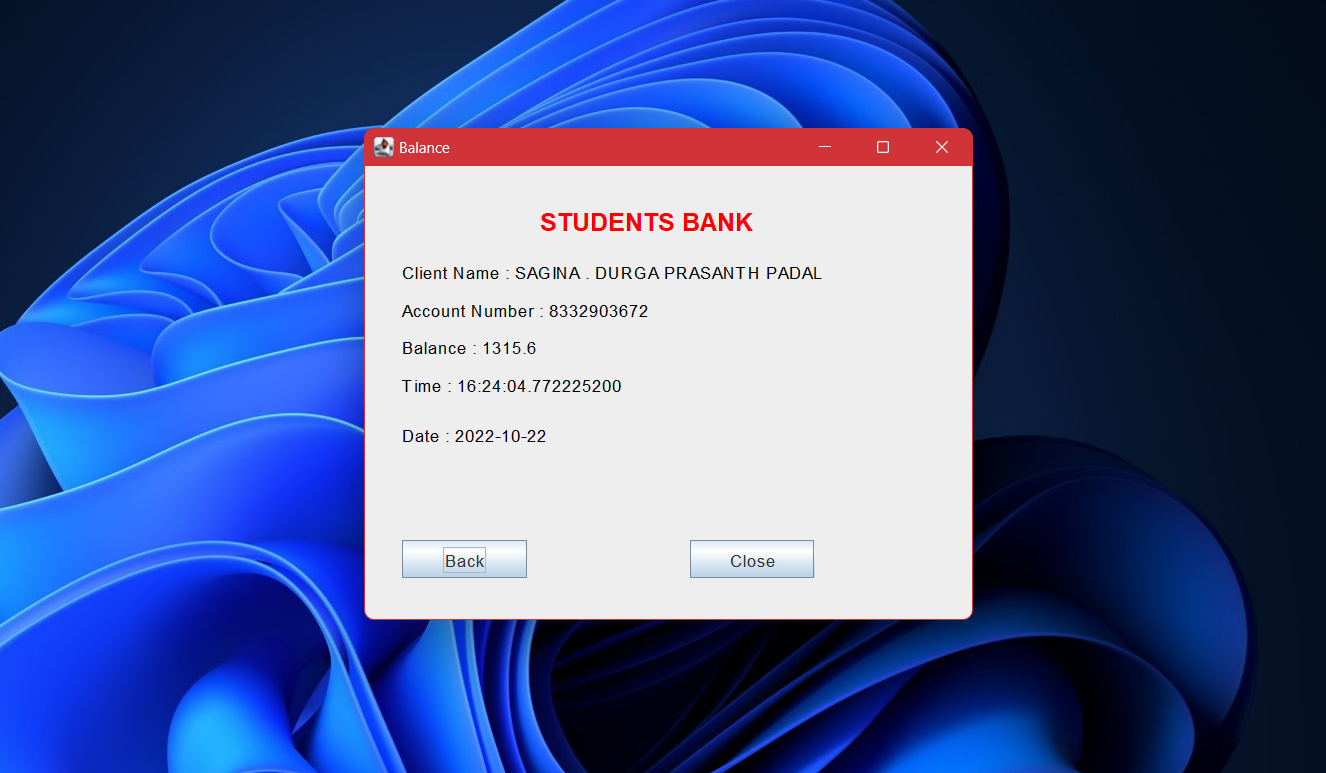 Balance
STUDENTS BANK
Client Name : SAGINA . DURGA PRASANTH PADAL
Account Number : 8332903672
Balance : 1315.6
Time : 16:24:04.772225200
Date : 2022-10-22
Back Close